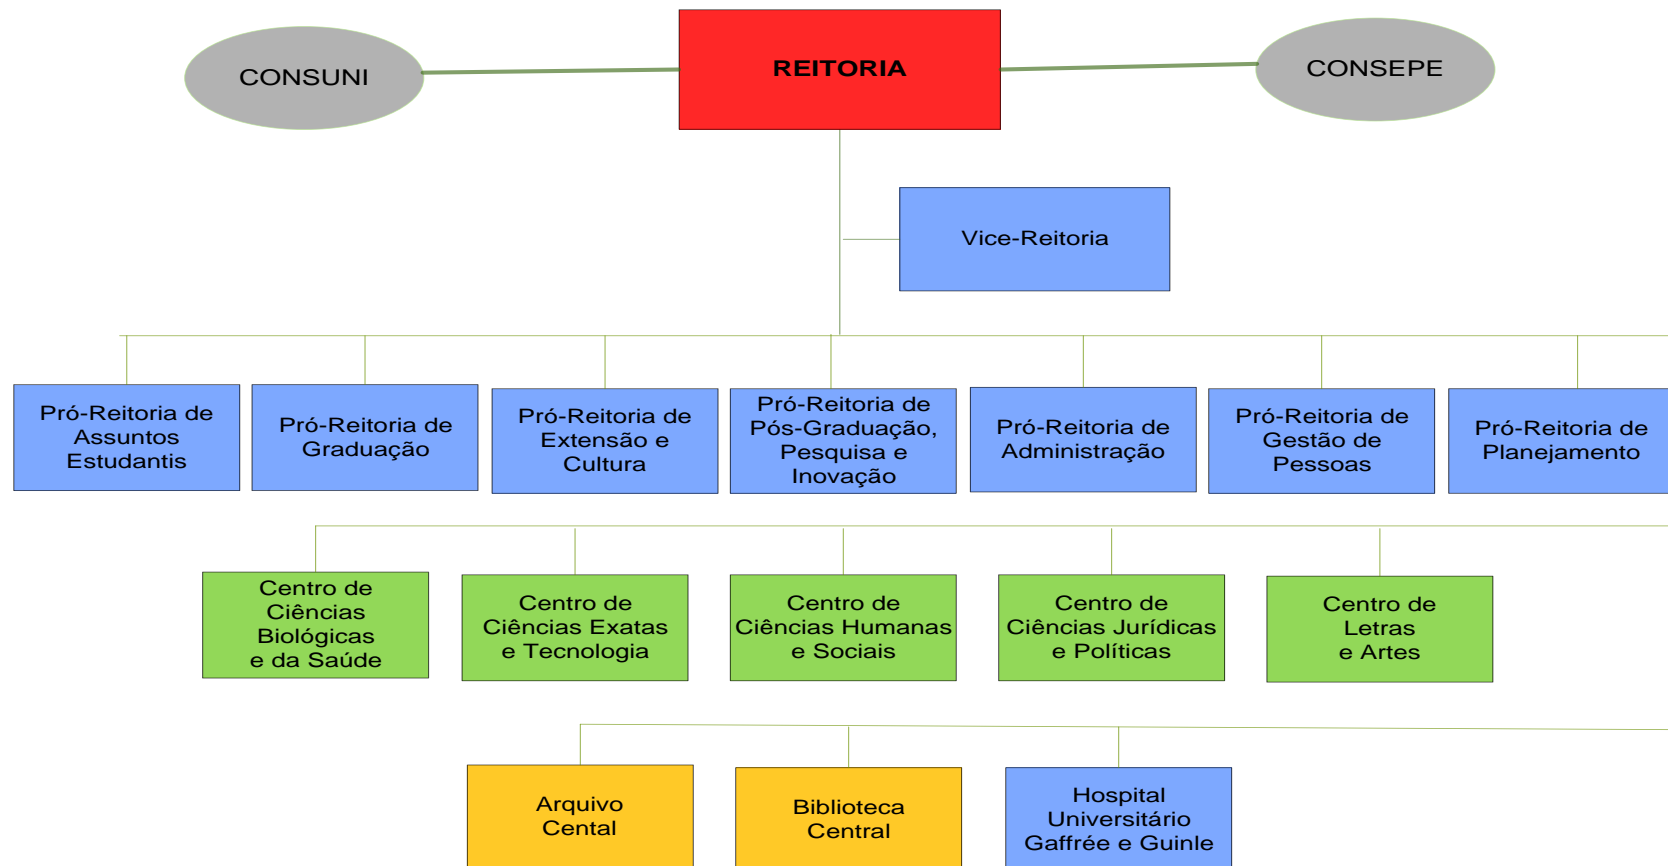 CONSUNI
REITORIA
CONSEPE
Vice-Reitoria
Pró-Reitoria de
Assuntos
Estudantis
Pró-Reitoria de
Graduação
Pró-Reitoria de
Extensão e
Cultura
Pró-Reitoria de
Pós-Graduação,
Pesquisa e
Inovação
Pró-Reitoria de
Administração
Pró-Reitoria de
Gestão de
Pessoas
Pró-Reitoria de
Planejamento
Centro de
Ciências
Biológicas
e da Saúde
Centro de
Ciências Exatas
e Tecnologia
Centro de
Ciências Humanas
e Sociais
Centro de
Ciências Jurídicas
e Políticas
Centro de
Letras
e Artes
Arquivo
Cental
Biblioteca
Central
Hospital
Universitário
Gaffrée e Guinle